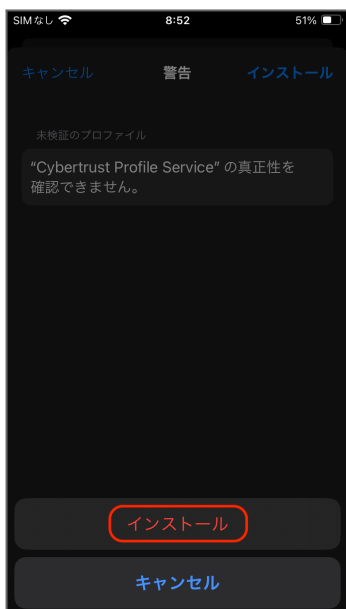 SIMなし 8:52 51%
キャンセル 警告 インストール
未検証のプロファイル
“Cybertrust Profile Service” の真正性を
確認できません。
インストール
キャンセル